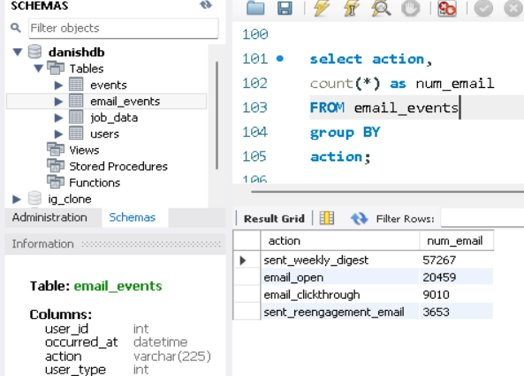 SCHEMAS
Filter objects
danishdb
Tables
events
email_events
job_data
users
Views
Stored Procedures
Functions
ig_clone
Administration Schemas
Information
Table: email_events
Columns:
user_id int
occurred_at datetime
action varchar(225)
user_type int
100
101 select action,
102 count(*) as num_email
103 FROM email_events
104 group BY
105 action;
106
Result Grid Filter Rows:
action num_email
sent_weekly_digest 57267
email_open 20459
email_clickthrough 9010
sent_reengagement_email 3653